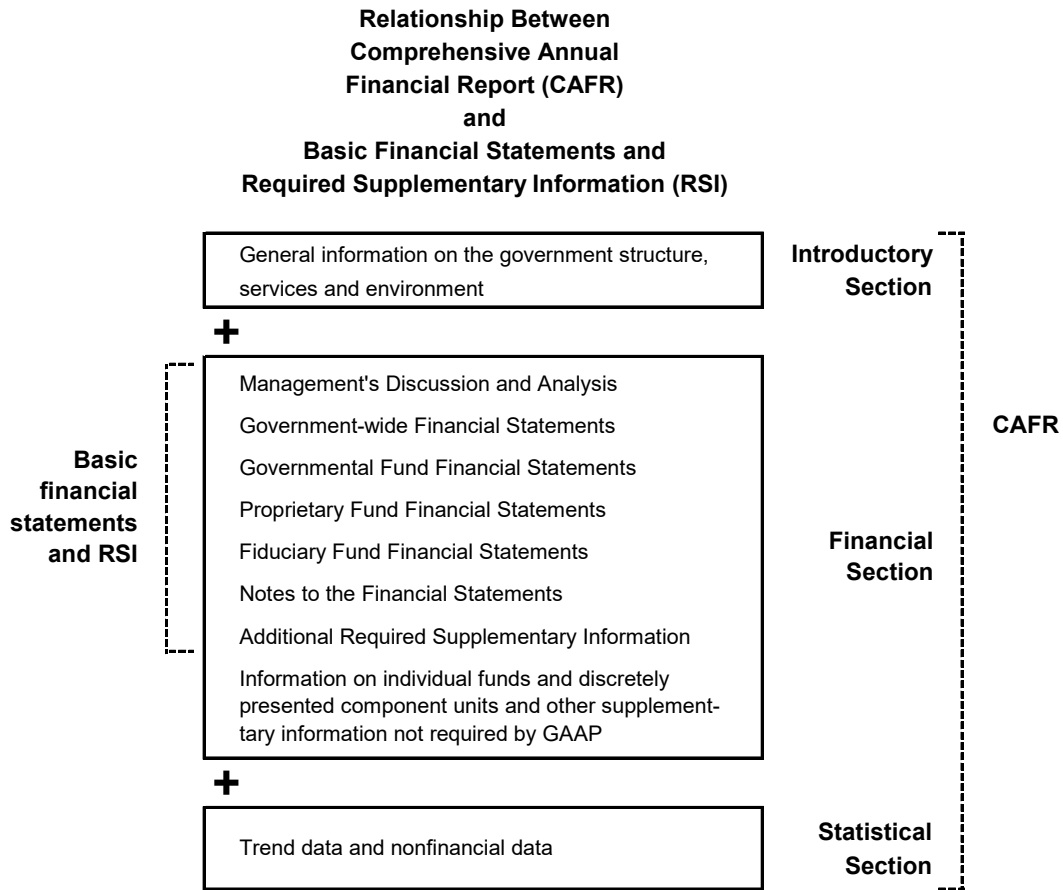 Relationship Between
Comprehensive Annual
Financial Report (CAFR)
and
Basic Financial Statements and
Required Supplementary Information (RSI)
General information on the government structure,
services and environment
Introductory
Section
+
Management's Discussion and Analysis
Government-wide Financial Statements
Governmental Fund Financial Statements
Proprietary Fund Financial Statements
Fiduciary Fund Financial Statements
Notes to the Financial Statements
Additional Required Supplementary Information
Information on individual funds and discretely
presented component units and other supplemen-
tary information not required by GAAP
Basic
financial
statements
and RSI
Financial
Section
CAFR
+
Trend data and nonfinancial data
Statistical
Section